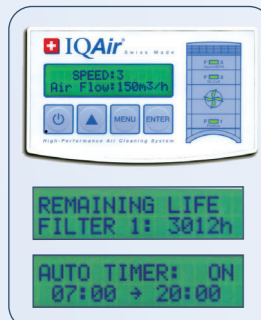 IQAir Swiss Made
SPEED:3
Air Flow:150m3/h
MENU ENTER
High-Performance Air Cleaning System
REMAINING LIFE
FILTER 1: 3012h
AUTO TIMER: ON
07:00 → 20:00